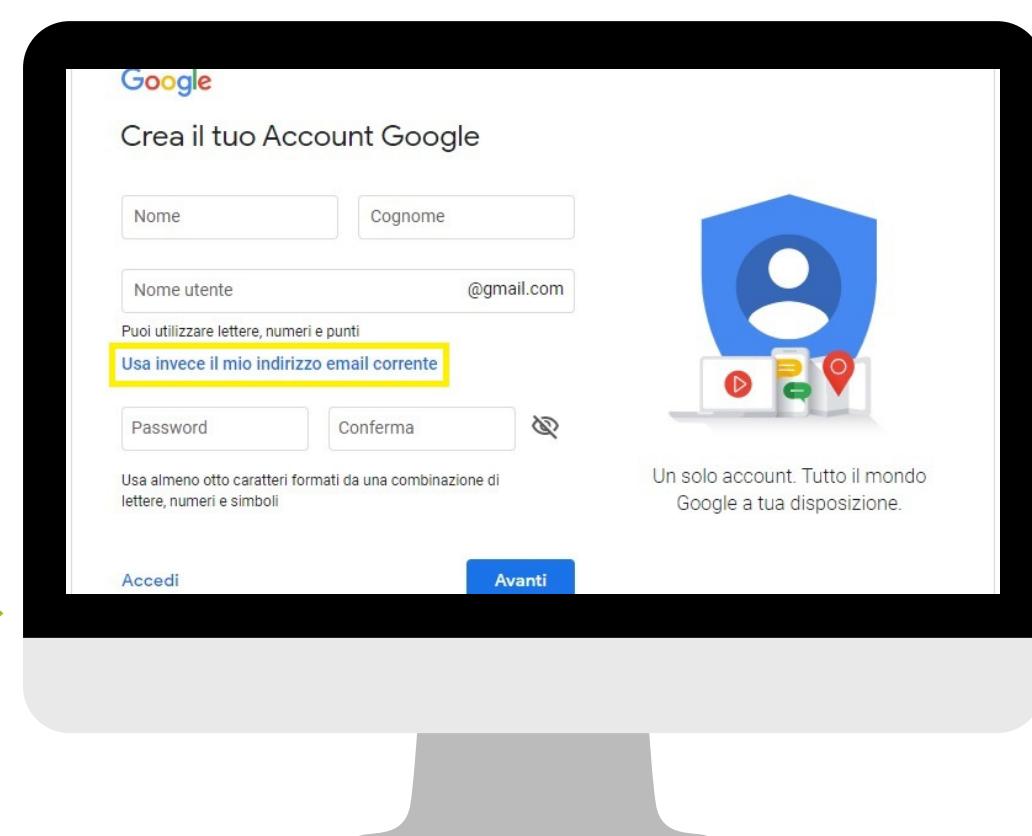 Google
Crea il tuo Account Google
Nome
Cognome
Nome utente
@gmail.com
Puoi utilizzare lettere, numeri e punti
Usa invece il mio indirizzo email corrente
Password
Conferma
Usa almeno otto caratteri formati da una combinazione di
lettere, numeri e simboli
Accedi
Avanti
Un solo account. Tutto il mondo
Google a tua disposizione.